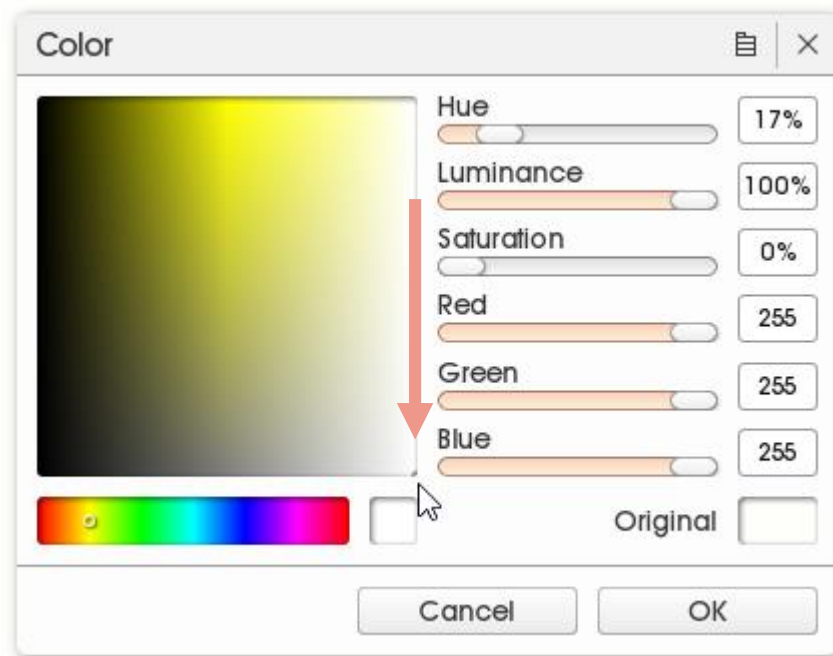 Color
Hue
17%
Luminance
100%
Saturation
0%
Red
255
Green
255
Blue
255
Original
Cancel
OK